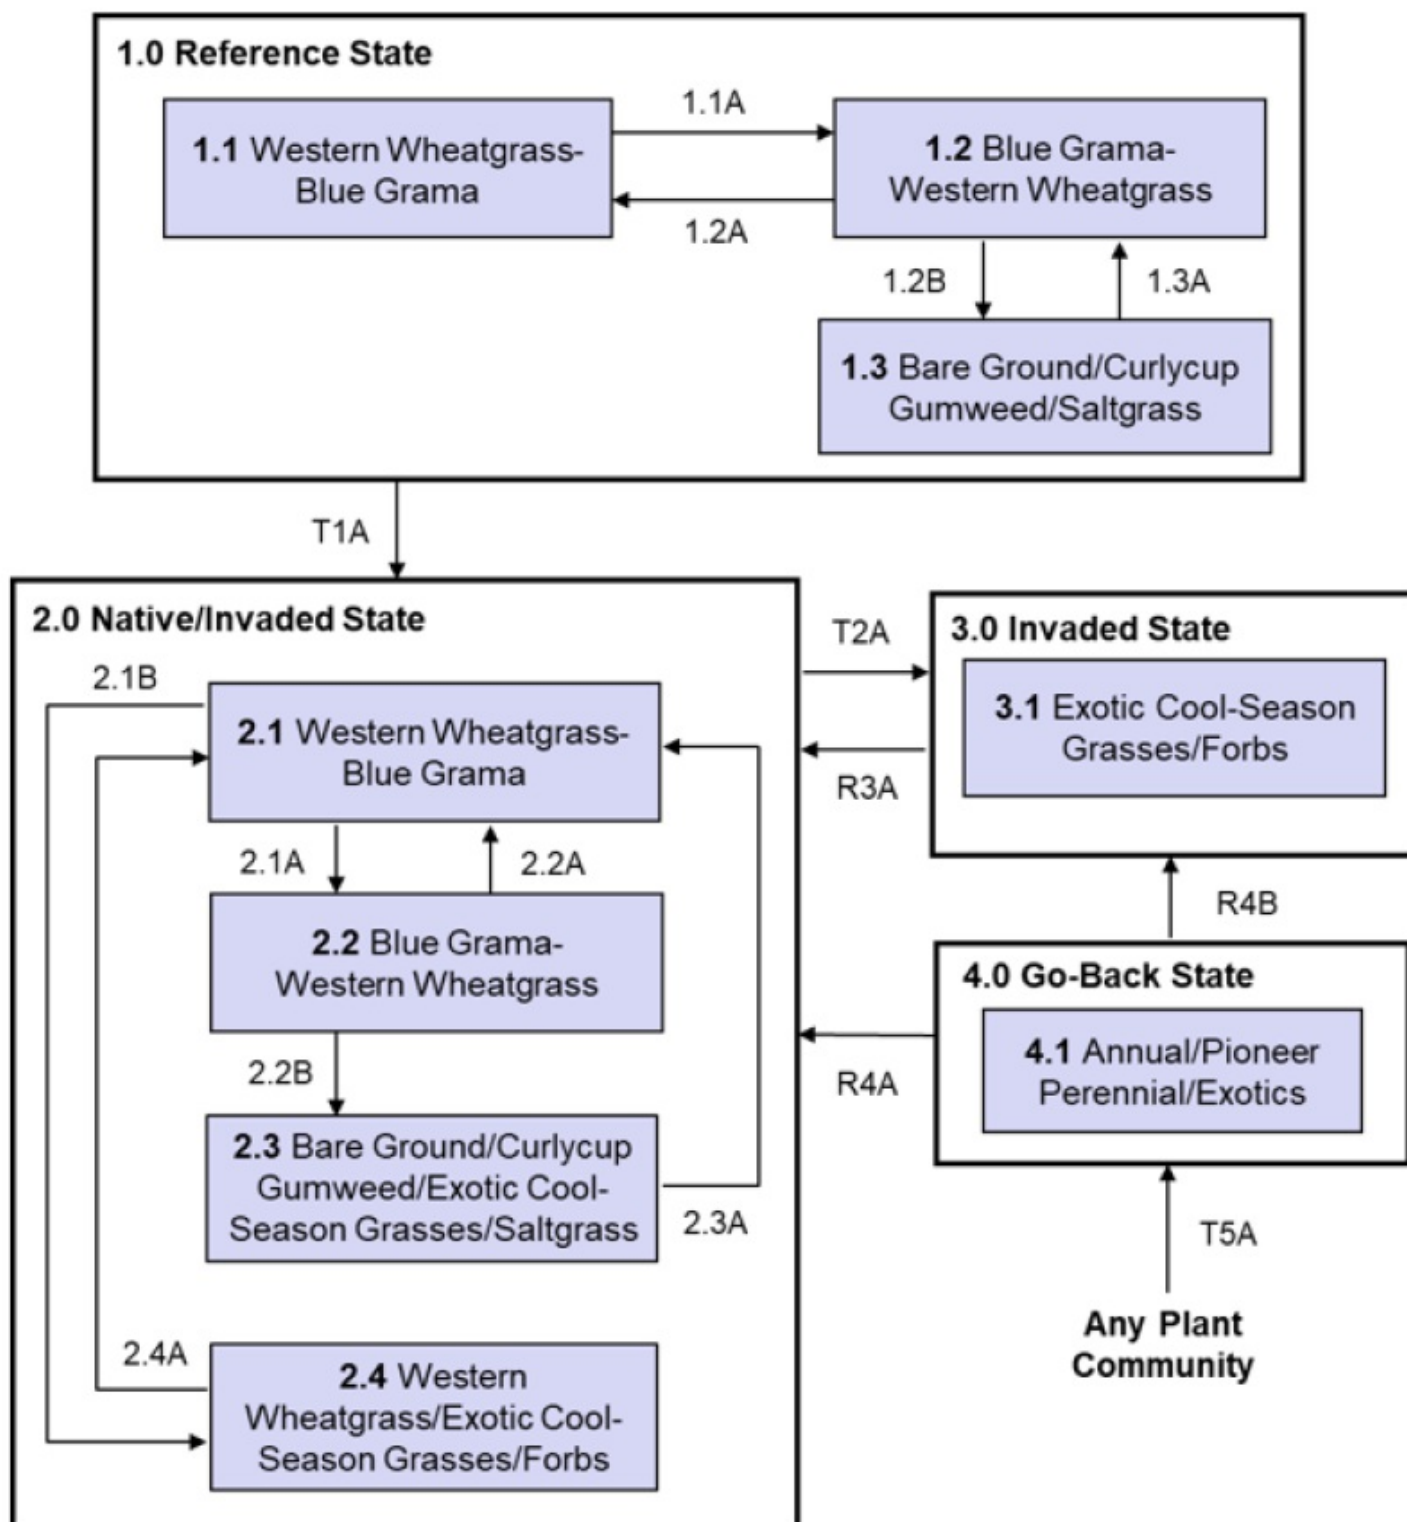 1.0 Reference State
1.1A
1.1 Western Wheatgrass-
Blue Grama
1.2 Blue Grama-
Western Wheatgrass
1.2A
1.2B
1.3A
1.3 Bare Ground/Curlycup
Gumweed/Saltgrass
T1A
2.0 Native/Invaded State
2.1B
2.1 Western Wheatgrass-
Blue Grama
2.1A
2.2A
2.2 Blue Grama-
Western Wheatgrass
2.2B
2.3 Bare Ground/Curlycup
Gumweed/Exotic Cool-
Season Grasses/Saltgrass
2.3A
2.4A
2.4 Western
Wheatgrass/Exotic Cool-
Season Grasses/Forbs
T2A
R3A
3.0 Invaded State
3.1 Exotic Cool-Season
Grasses/Forbs
R4B
4.0 Go-Back State
4.1 Annual/Pioneer
Perennial/Exotics
R4A
T5A
Any Plant
Community